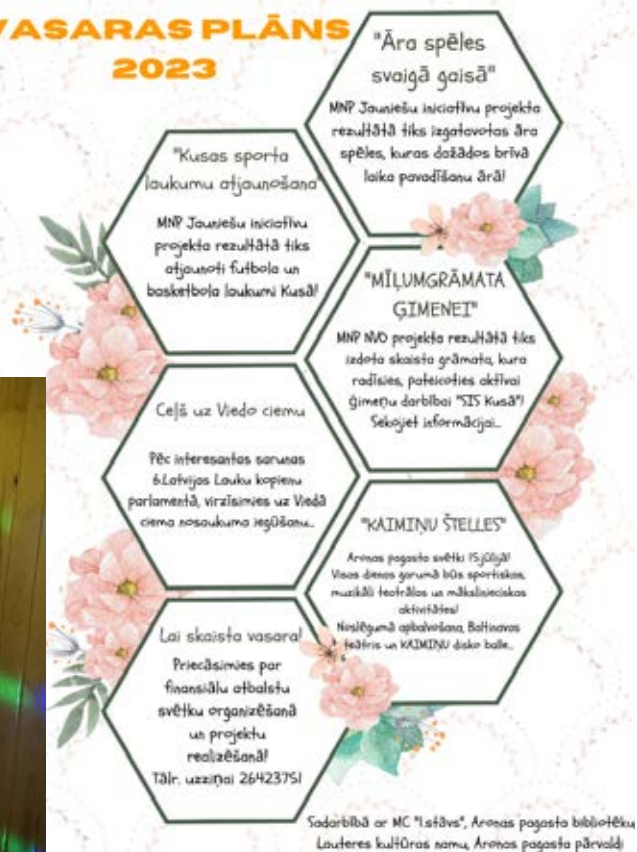 VASARAS PLĀNS
2023
"Āra spēles
svaigā gaisā"
MNP Jauniešu iniciatīvu projekta
rezultātā tiks izgatavotas āra
spēles, kuras dažādos brīvā
laika pavadīšanu ārā!
"Kusas sporta
laukumu atjaunošana"
MNP Jauniešu iniciatīvu
projekta rezultātā tiks
atjaunoti futbola un
basketbola laukumi Kusā!
"MĪĻUMGRĀMATA
ĢIMENEI"
MNP NVO projekta rezultātā tiks
izdota skaista grāmata, kura
radīsies, pateicoties aktīvai
ģimeņu darbībai "SIS Kusā"!
Sekojiet informācijai...
Ceļš uz Viedo ciemu
Pēc interesantas sarunas
6.Latvijas Lauku kopienu
parlamentā, virzīsimies uz Viedā
ciema nosaukuma iegūšanu...
"KAIMIŅU ŠTELLES"
Aronas pagasta svētki 15.jūlijā!
Visas dienas garumā būs sportiskas,
muzikāli teatrālas un mākslinieciskas
aktivitātes!
Noslēgumā apbalvošana, Baltinavas
teātris un KAIMIŅU disko balle...
Lai skaista vasara!
Priecāsimies par
finansiālu atbalstu
svētku organizēšanā
un projektu
realizēšanā!
Tālr. uzziņai 26423751
Sadarbībā ar MC "1.stāvs", Aronas pagasta bibliotēku,
Lauteres kultūras namu, Aronas pagasta pārvaldi